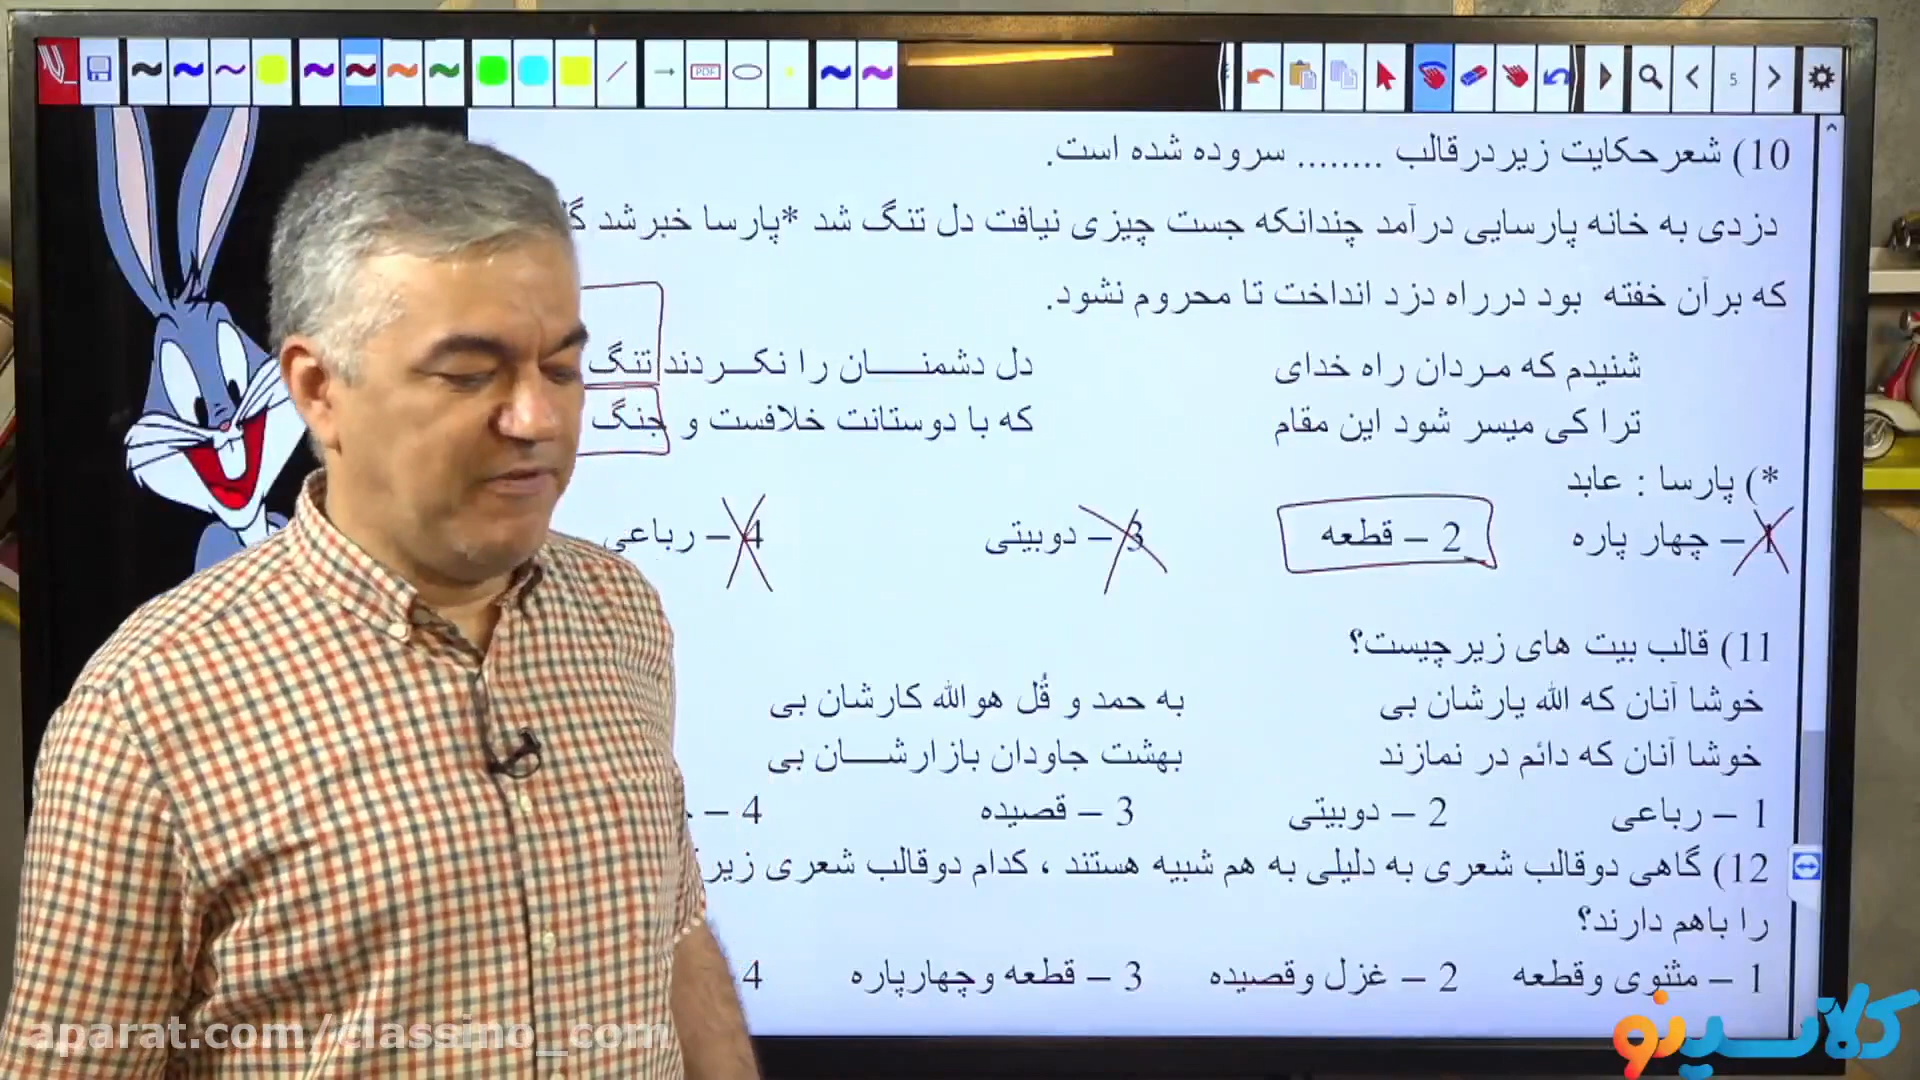 PDF
5
10) شعرحکایت زیردرقالب ........ سروده شده است.
دزدی به خانه پارسایی درآمد چندانکه جست چیزی نیافت دل تنگ شد *پارسا خبرشد
که برآن خفته بود درراه دزد انداخت تا محروم نشود.
شنیدم که مردان راه خدای دل دشمنـــــان را نکـــردند تنگ
ترا کی میسر شود این مقام که با دوستانت خلافست و جنگ
*) پارسا : عابد
1 – چهار پاره 2 – قطعه 3 – دوبیتی 4 – رباعی
11) قالب بیت های زیرچیست؟
خوشا آنان که الله یارشان بی به حمد و قُل هوالله کارشان بی
خوشا آنان که دائم در نمازند بهشت جاودان بازارشـــان بی
1 – رباعی 2 – دوبیتی 3 – قصیده 4 –
12) گاهی دوقالب شعری به دلیلی به هم شبیه هستند ، کدام دوقالب شعری زیر
را باهم دارند؟
1 – مثنوی وقطعه 2 – غزل وقصیده 3 – قطعه وچهارپاره 4
aparat.com/classino_com
کلاسینو